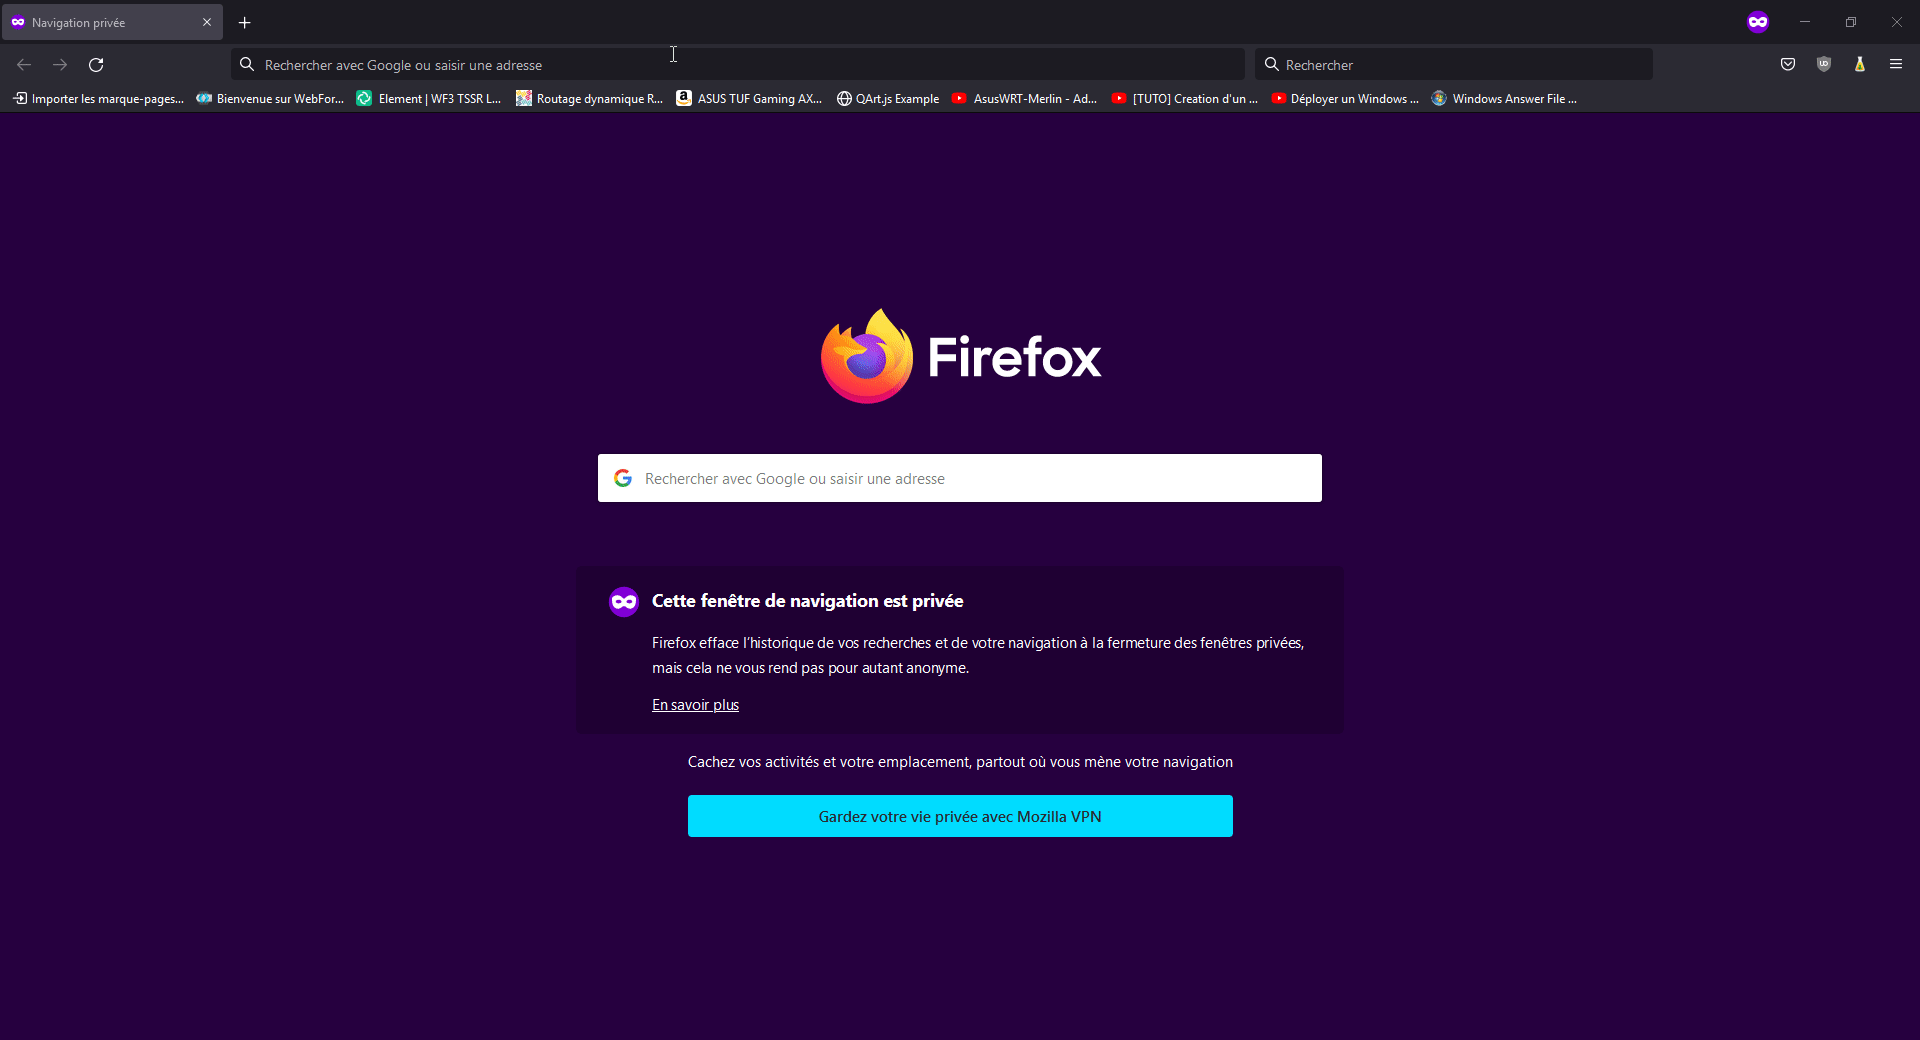 Navigation privée
Rechercher avec Google ou saisir une adresse
Rechercher
Importer les marque-pages...
Bienvenue sur WebFor...
Element | WF3 TSSR L...
Routage dynamique R...
ASUS TUF Gaming AX...
QArt.js Example
AsusWRT-Merlin - Ad...
[TUTO] Creation d'un ...
Déployer un Windows ...
Windows Answer File ...
Firefox
Rechercher avec Google ou saisir une adresse
Cette fenêtre de navigation est privée
Firefox efface l’historique de vos recherches et de votre navigation à la fermeture des fenêtres privées,
mais cela ne vous rend pas pour autant anonyme.
En savoir plus
Cachez vos activités et votre emplacement, partout où vous mène votre navigation
Gardez votre vie privée avec Mozilla VPN